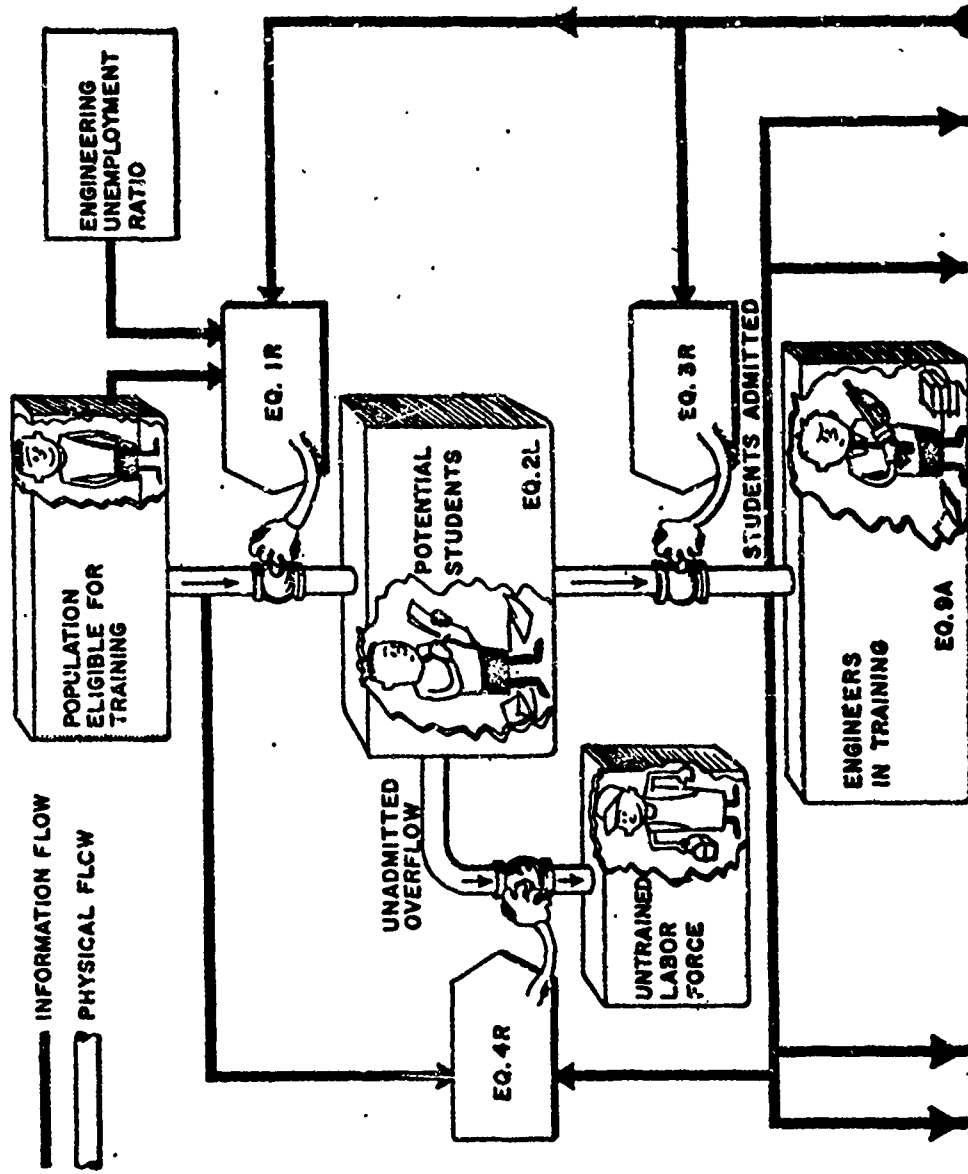 INFORMATION FLOW
PHYSICAL FLCW
POPULATION
ELIGIBLE FOR
TRAINING
ENGINEERING
UNEMPLOYMENT
RATIO
EQ. 1R
POTENTIAL
STUDENTS
EQ.2L
UNADMITTED
OVERFLOW
EQ.4R
UNTRAINED
LABOR
FORCE
EQ. 3R
STUDENTS ADMITTED
ENGINEERS
IN TRAINING
EQ.9A